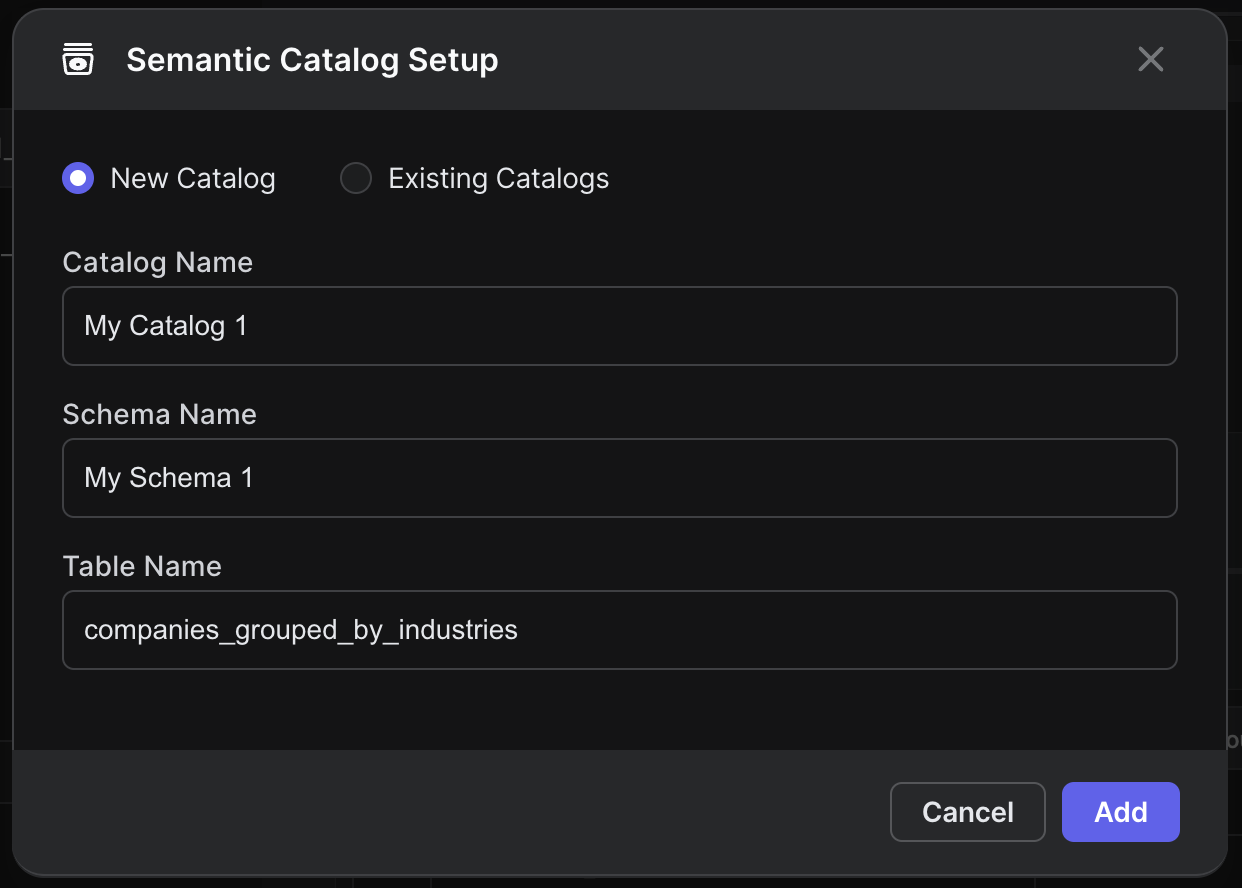 Semantic Catalog Setup
New Catalog
Existing Catalogs
Catalog Name
My Catalog 1
Schema Name
My Schema 1
Table Name
companies_grouped_by_industries
Cancel
Add